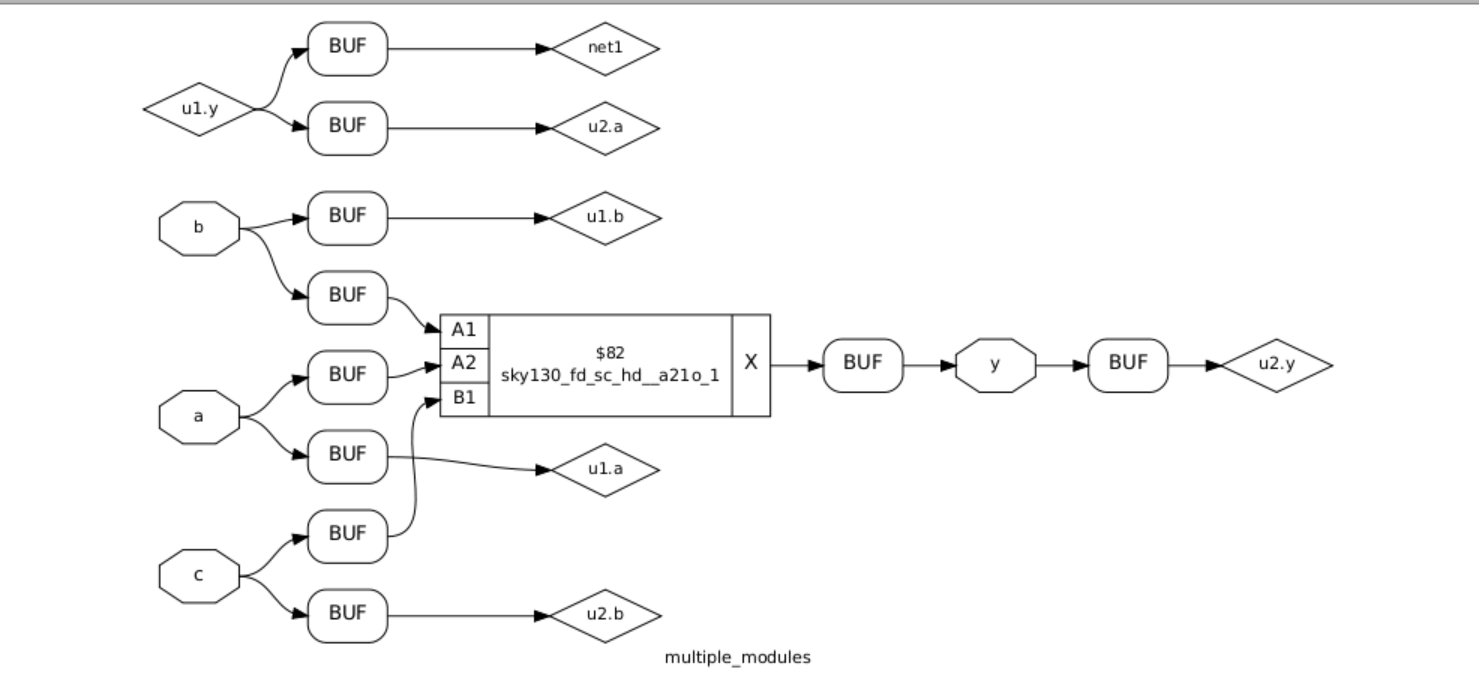 BUF
net1
u1.y
BUF
u2.a
BUF
u1.b
b
BUF
A1
$82
sky130_fd_sc_hd__a21o_1
A2
B1
X
BUF
y
BUF
u2.y
BUF
a
BUF
u1.a
BUF
c
BUF
u2.b
multiple_modules